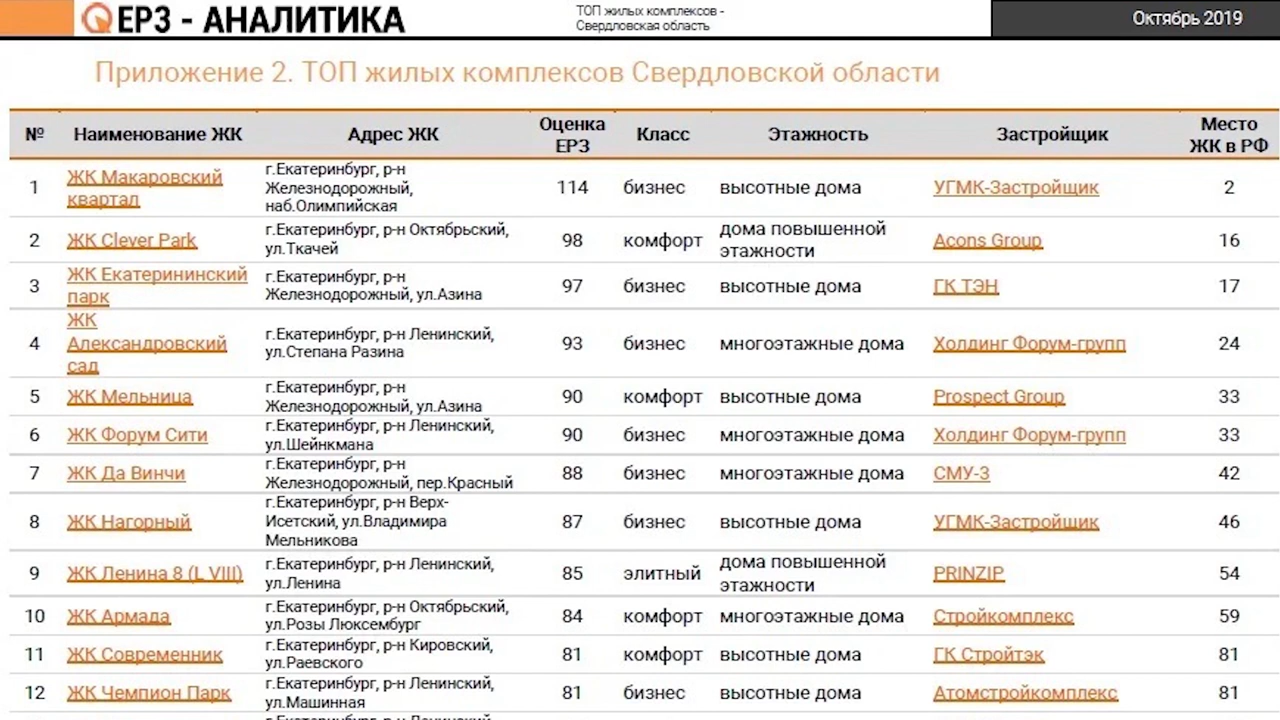 ЕРЗ - АНАЛИТИКА
ТОП жилых комплексов -
Свердловская область
Октябрь 2019
Приложение 2. ТОП жилых комплексов Свердловской области
№ Наименование ЖК Адрес ЖК Оценка ЕРЗ Класс Этажность Застройщик Место ЖК в РФ
1 ЖК Макаровский квартал г.Екатеринбург, р-н Железнодорожный, наб.Олимпийская 114 бизнес высотные дома УГМК-Застройщик 2
2 ЖК Clever Park г.Екатеринбург, р-н Октябрьский, ул.Ткачей 98 комфорт дома повышенной этажности Acons Group 16
3 ЖК Екатерининский парк г.Екатеринбург, р-н Железнодорожный, ул.Азина 97 бизнес высотные дома ГК ТЭН 17
4 ЖК Александровский сад г.Екатеринбург, р-н Ленинский, ул.Степана Разина 93 бизнес многоэтажные дома Холдинг Форум-групп 24
5 ЖК Мельница г.Екатеринбург, р-н Железнодорожный, ул.Азина 90 комфорт высотные дома Prospect Group 33
6 ЖК Форум Сити г.Екатеринбург, р-н Ленинский, ул.Шейнкмана 90 бизнес многоэтажные дома Холдинг Форум-групп 33
7 ЖК Да Винчи г.Екатеринбург, р-н Железнодорожный, пер.Красный 88 бизнес многоэтажные дома СМУ-3 42
8 ЖК Нагорный г.Екатеринбург, р-н Верх-Исетский, ул.Владимира Мельникова 87 бизнес высотные дома УГМК-Застройщик 46
9 ЖК Ленина 8 (L VIII) г.Екатеринбург, р-н Ленинский, ул.Ленина 85 элитный дома повышенной этажности PRINZIP 54
10 ЖК Армада г.Екатеринбург, р-н Октябрьский, ул.Розы Люксембург 84 комфорт многоэтажные дома Стройкомплекс 59
11 ЖК Современник г.Екатеринбург, р-н Кировский, ул.Раевского 81 комфорт высотные дома ГК Стройтэк 81
12 ЖК Чемпион Парк г.Екатеринбург, р-н Ленинский, ул.Машинная 81 бизнес высотные дома Атомстройкомплекс 81